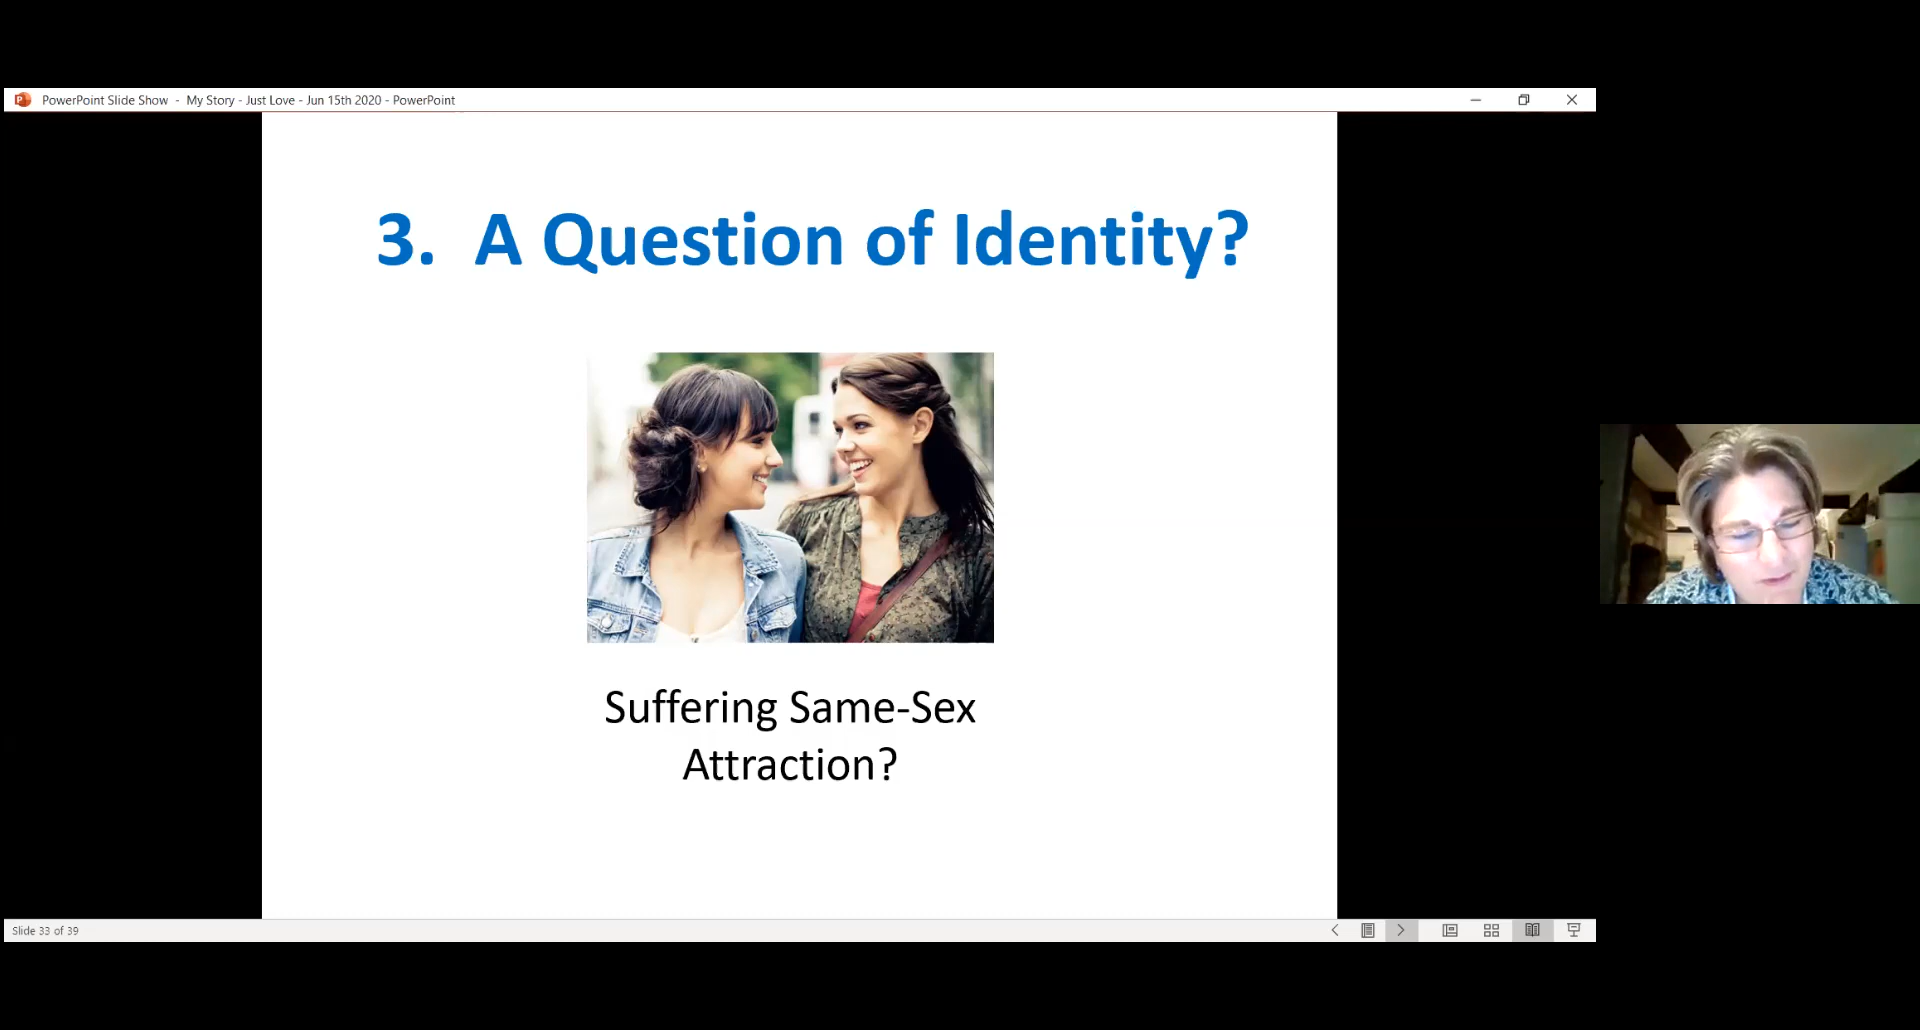 PowerPoint Slide Show - My Story - Just Love - Jun 15th 2020 - PowerPoint
3. A Question of Identity?
Suffering Same-Sex
Attraction?
Slide 33 of 39